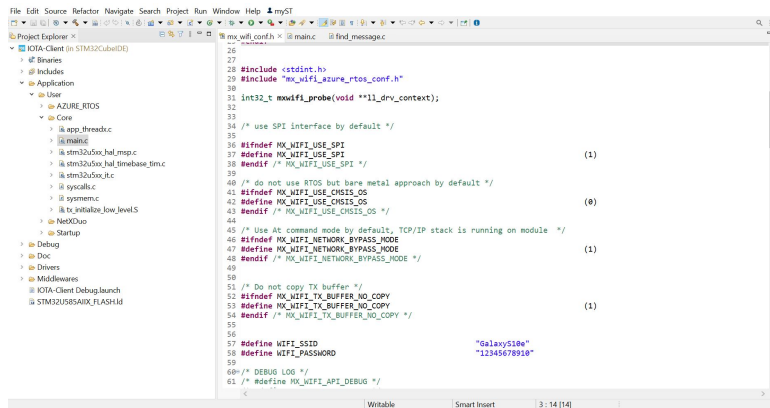 File Edit Source Refactor Navigate Search Project Run Window Help myST
Project Explorer
IOTA-Client (in STM32CubeIDE)
Binaries
Includes
Application
User
AZURE_RTOS
Core
app_threadx.c
main.c
stm32u5xx_hal_msp.c
stm32u5xx_hal_timebase_tim.c
stm32u5xx_it.c
syscalls.c
sysmem.c
tx_initialize_low_level.S
NetXDuo
Startup
Debug
Doc
Drivers
Middlewares
IOTA-Client Debug.launch
STM32U585AIIX_FLASH.ld
mx_wifi_conf.h main.c find_message.c
26
27
28 #include <stdint.h>
29 #include "mx_wifi_azure_rtos_conf.h"
30
31 int32_t mxwifi_probe(void **ll_drv_context);
32
33
34 /* use SPI interface by default */
35
36 #ifndef MX_WIFI_USE_SPI
37 #define MX_WIFI_USE_SPI (1)
38 #endif /* MX_WIFI_USE_SPI */
39
40 /* do not use RTOS but bare metal approach by default */
41 #ifndef MX_WIFI_USE_CMSIS_OS
42 #define MX_WIFI_USE_CMSIS_OS (0)
43 #endif /* MX_WIFI_USE_CMSIS_OS */
44
45 /* Use At command mode by default, TCP/IP stack is running on module */
46 #ifndef MX_WIFI_NETWORK_BYPASS_MODE
47 #define MX_WIFI_NETWORK_BYPASS_MODE (1)
48 #endif /* MX_WIFI_NETWORK_BYPASS_MODE */
49
50
51 /* Do not copy TX buffer */
52 #ifndef MX_WIFI_TX_BUFFER_NO_COPY
53 #define MX_WIFI_TX_BUFFER_NO_COPY (1)
54 #endif /* MX_WIFI_TX_BUFFER_NO_COPY */
55
56
57 #define WIFI_SSID "GalaxyS10e"
58 #define WIFI_PASSWORD "12345678910"
59
60 /* DEBUG LOG */
61 /* #define MX_WIFI_API_DEBUG */
Writable Smart Insert 3 : 14 [14]